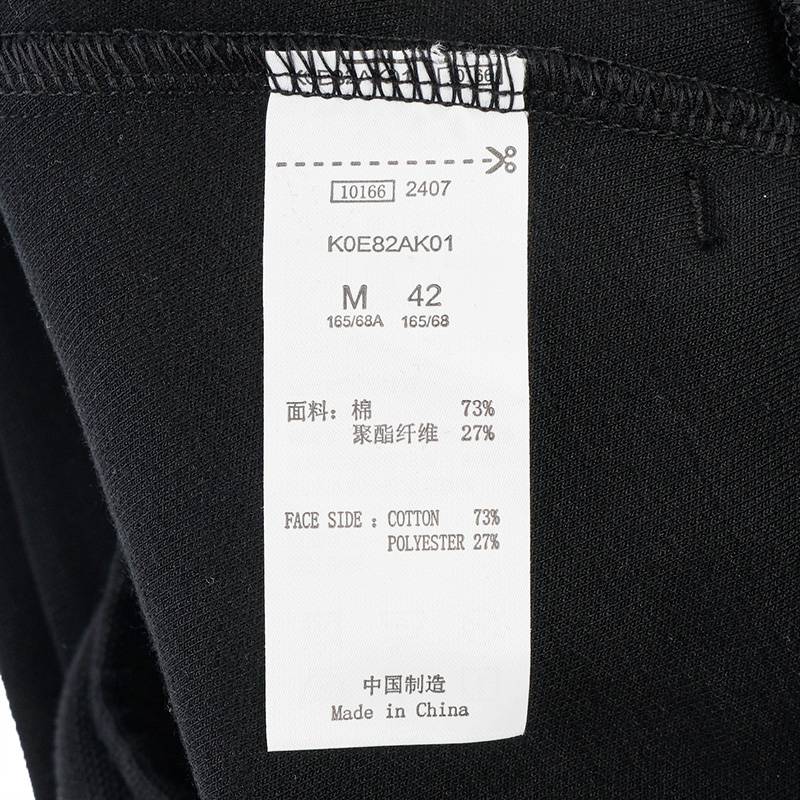 10166 2407
K0E82AK01
M 42
165/68A 165/68
面料: 棉 73%
聚酯纤维 27%
FACE SIDE : COTTON 73%
POLYESTER 27%
中国制造
Made in China